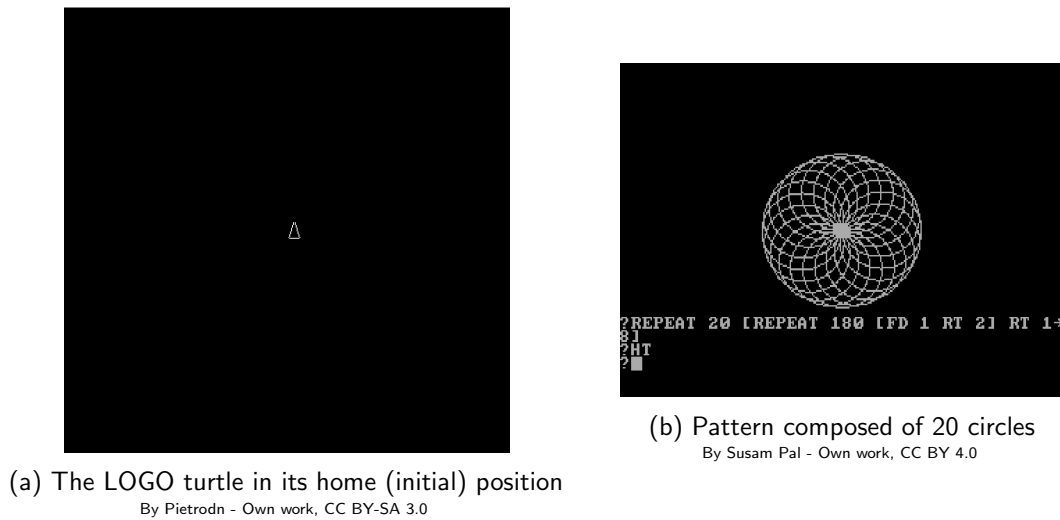 ?REPEAT 20 [REPEAT 180 [FD 1 RT 2] RT 1→
8]
?HT
?
(a) The LOGO turtle in its home (initial) position
By Pietrodn - Own work, CC BY-SA 3.0
(b) Pattern composed of 20 circles
By Susam Pal - Own work, CC BY 4.0